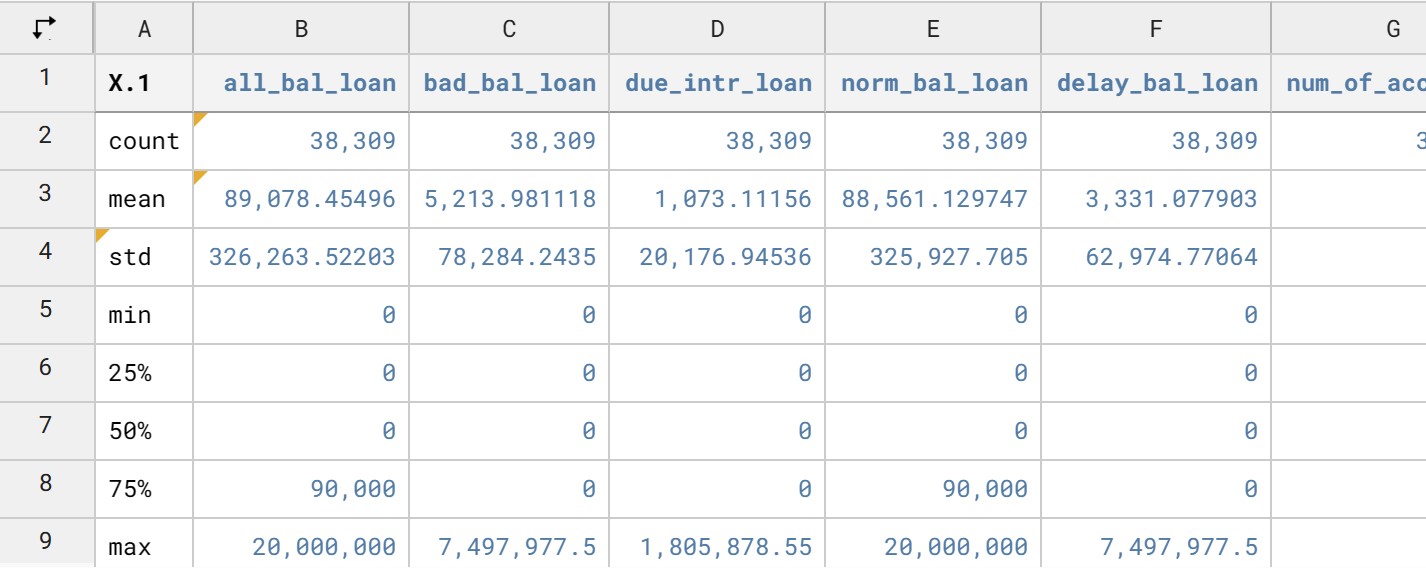 A B C D E F G
1 X.1 all_bal_loan bad_bal_loan due_intr_loan norm_bal_loan delay_bal_loan num_of_acc
2 count 38,309 38,309 38,309 38,309 38,309 3
3 mean 89,078.45496 5,213.981118 1,073.11156 88,561.129747 3,331.077903
4 std 326,263.52203 78,284.2435 20,176.94536 325,927.705 62,974.77064
5 min 0 0 0 0 0
6 25% 0 0 0 0 0
7 50% 0 0 0 0 0
8 75% 90,000 0 0 90,000 0
9 max 20,000,000 7,497,977.5 1,805,878.55 20,000,000 7,497,977.5